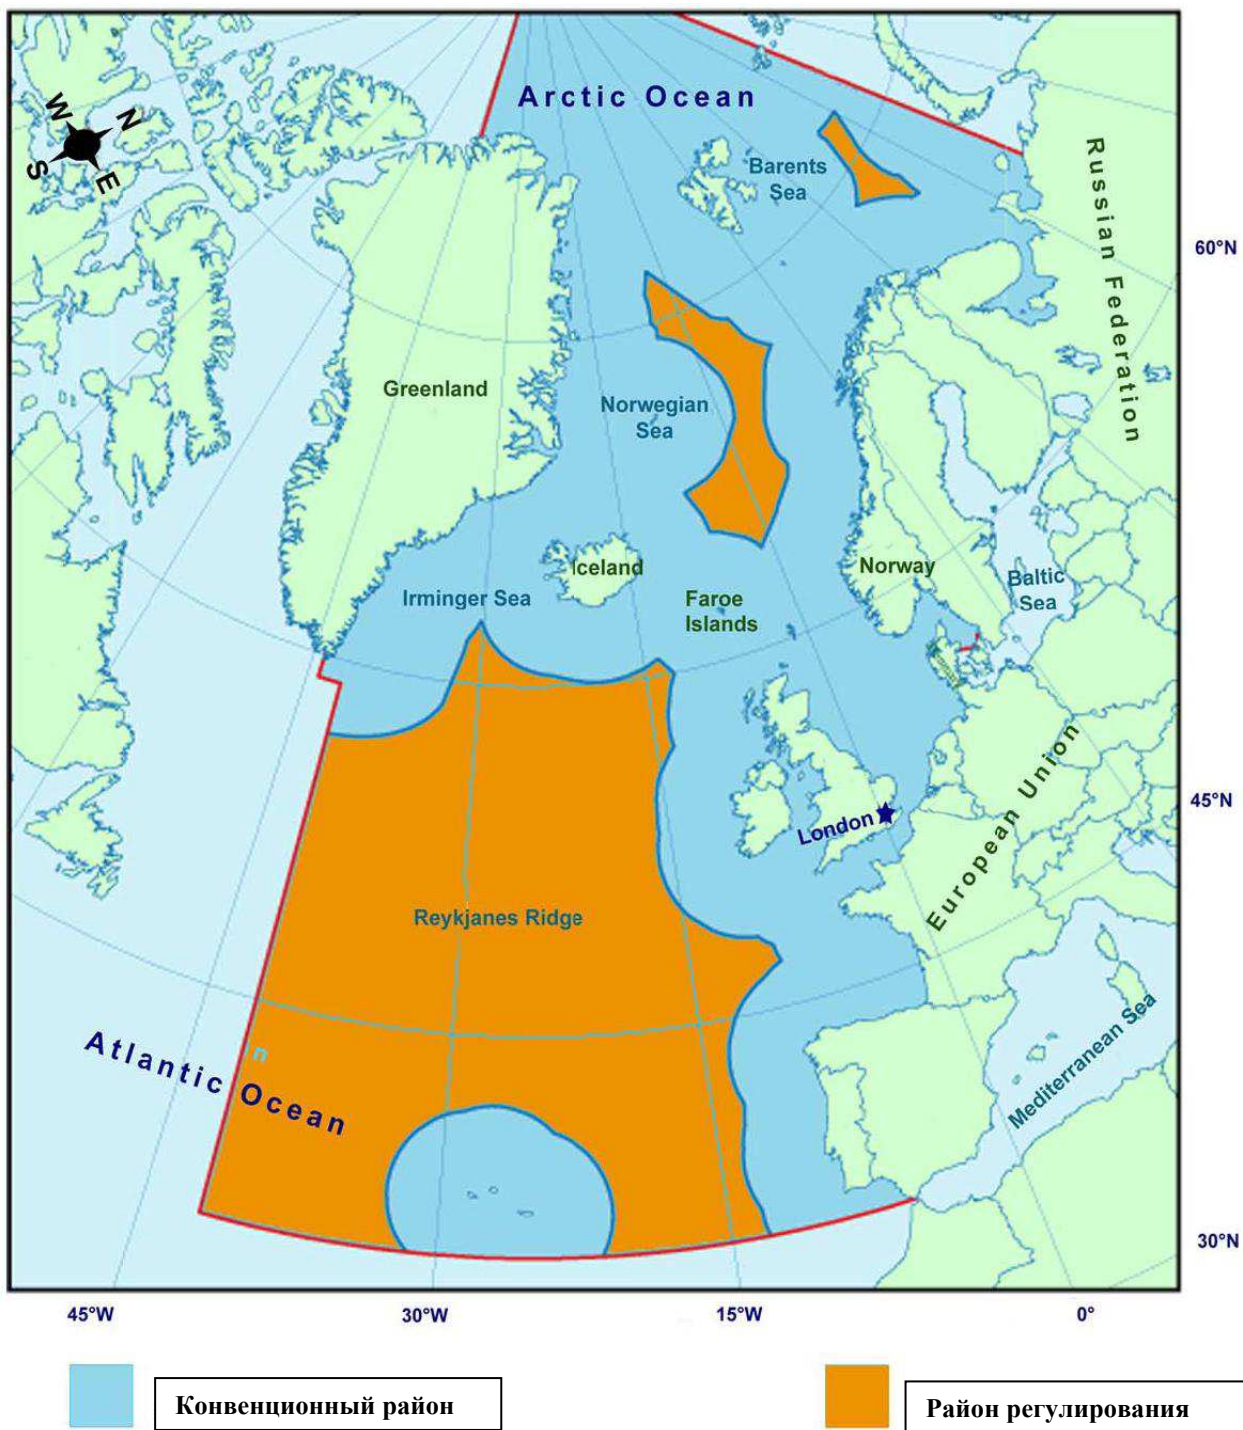 Arctic Ocean
W
N
S
E
Barents
Sea
Russian Federation
60°N
Greenland
Norwegian
Sea
Iceland
Norway
Baltic
Sea
Irminger Sea
Faroe
Islands
European Union
45°N
London
Reykjanes Ridge
Mediterranean Sea
In
Atlantic Ocean
30°N
45°W
30°W
15°W
0°
Конвенционный район
Район регулирования